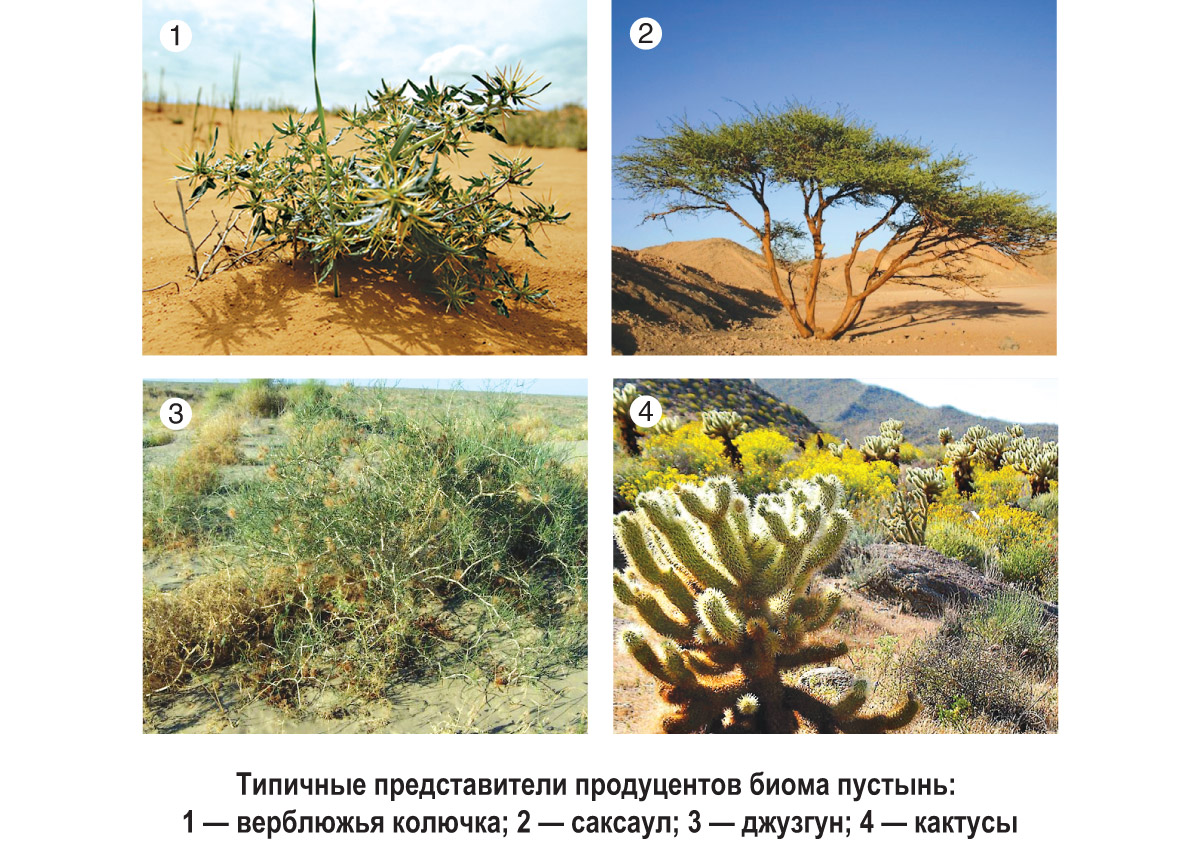 1
2
3
4
Типичные представители продуцентов биома пустынь:
1 — верблюжья колючка; 2 — саксаул; 3 — джузгун; 4 — кактусы